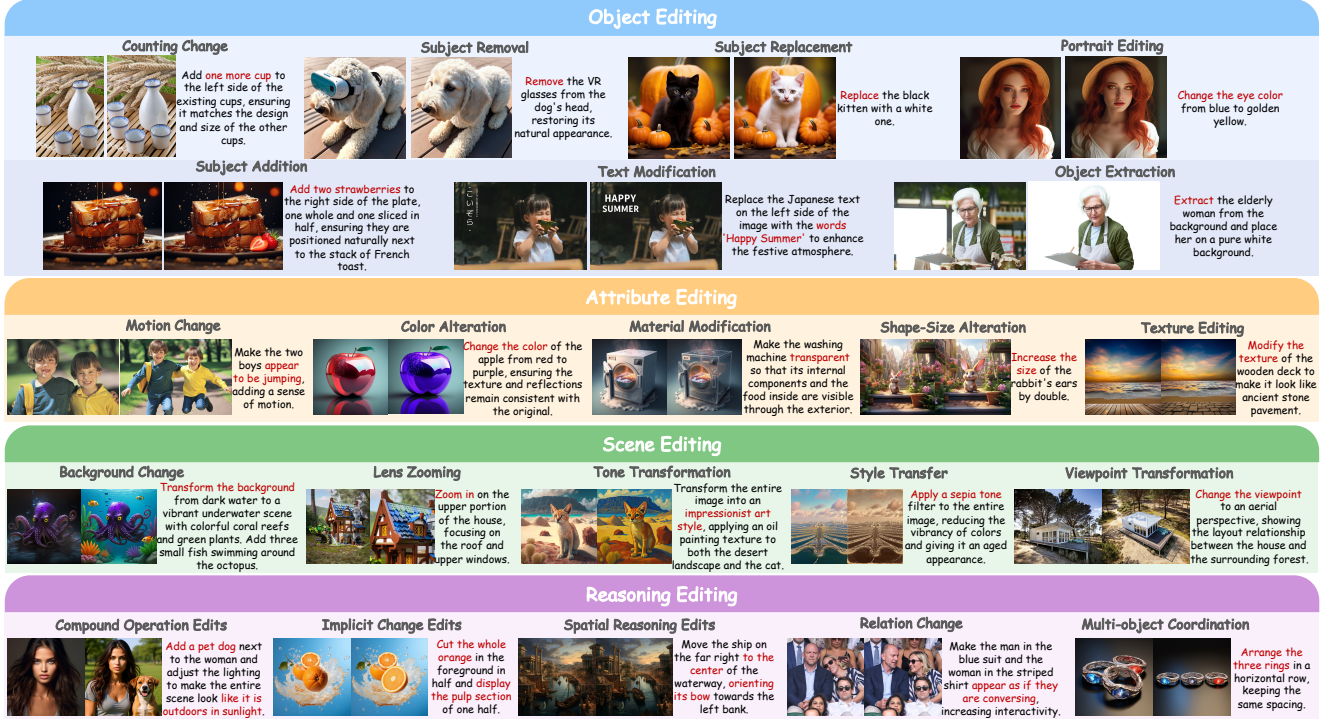 Object Editing
Counting Change
Add one more cup to
the left side of the
existing cups, ensuring
it matches the design
and size of the other
cups.
Subject Removal
Remove the VR
glasses from the
dog's head,
restoring its
natural appearance.
Subject Replacement
Replace the black
kitten with a white
one.
Portrait Editing
Change the eye color
from blue to golden
yellow.
Subject Addition
Add two strawberries to
the right side of the plate,
one whole and one sliced in
half, ensuring they are
positioned naturally next
to the stack of French
toast.
Text Modification
HAPPY
SUMMER
Replace the Japanese text
on the left side of the
image with the words
'Happy Summer' to enhance
the festive atmosphere.
Object Extraction
Extract the elderly
woman from the
background and place
her on a pure white
background.
Attribute Editing
Motion Change
Make the two
boys appear
to be jumping,
adding a sense
of motion.
Color Alteration
Change the color of the
apple from red to
purple, ensuring the
texture and reflections
remain consistent with
the original.
Material Modification
Make the washing
machine transparent
so that its internal
components and the
food inside are visible
through the exterior.
Shape-Size Alteration
Increase the
size of the
rabbit's ears
by double.
Texture Editing
Modify the
texture of the
wooden deck to
make it look like
ancient stone
pavement.
Scene Editing
Background Change
Transform the background
from dark water to a
vibrant underwater scene
with colorful coral reefs
and green plants. Add three
small fish swimming around
the octopus.
Lens Zooming
Zoom in on the
upper portion
of the house,
focusing on
the roof and
upper windows.
Tone Transformation
Transform the entire
image into an
impressionist art
style, applying an oil
painting texture to
both the desert
landscape and the cat.
Style Transfer
Apply a sepia tone
filter to the entire
image, reducing the
vibrancy of colors
and giving it an aged
appearance.
Viewpoint Transformation
Change the viewpoint
to an aerial
perspective, showing
the layout relationship
between the house and
the surrounding forest.
Reasoning Editing
Compound Operation Edits
Add a pet dog next
to the woman and
adjust the lighting
to make the entire
scene look like it is
outdoors in sunlight.
Implicit Change Edits
Cut the whole
orange in the
foreground in
half and display
the pulp section
of one half.
Spatial Reasoning Edits
Move the ship on
the far right to the
center of the
waterway, orienting
its bow towards the
left bank.
Relation Change
Make the man in the
blue suit and the
woman in the striped
shirt appear as if they
are conversing,
increasing interactivity.
Multi-object Coordination
Arrange the
three rings in a
horizontal row,
keeping the
same spacing.